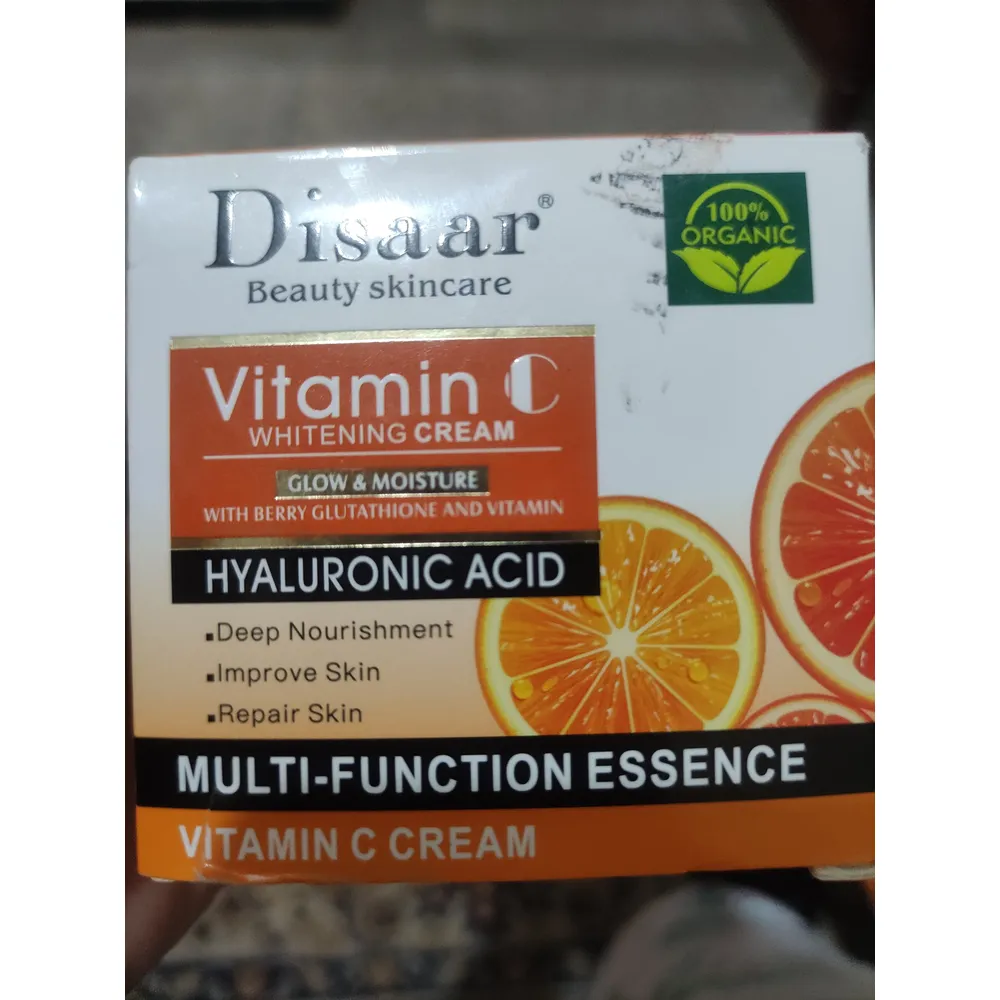 Disaar®
Beauty skincare
100%
ORGANIC
Vitamin C
WHITENING CREAM
GLOW & MOISTURE
WITH BERRY GLUTATHIONE AND VITAMIN
HYALURONIC ACID
▪Deep Nourishment
▪Improve Skin
▪Repair Skin
MULTI-FUNCTION ESSENCE
VITAMIN C CREAM